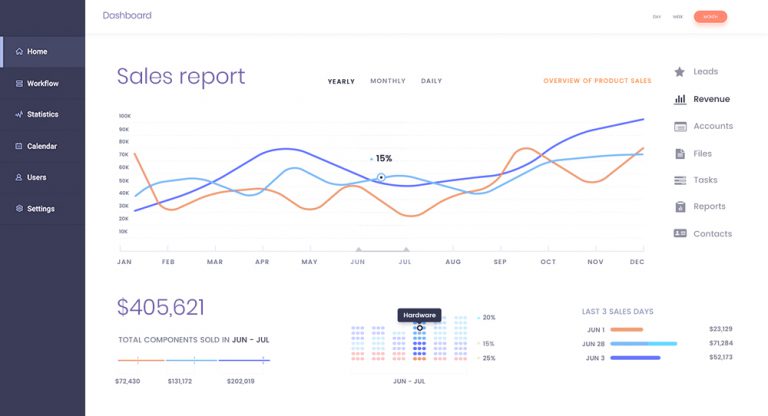 Dashboard
DAY WEEK MONTH
Home
Workflow
Statistics
Calendar
Users
Settings
Sales report
YEARLY MONTHLY DAILY
OVERVIEW OF PRODUCT SALES
100K
90K
80K
70K
60K
50K
40K
30K
20K
10K
15%
JAN FEB MAR APR MAY JUN JUL AUG SEP OCT NOV DEC
Leads
Revenue
Accounts
Files
Tasks
Reports
Contacts
$405,621
TOTAL COMPONENTS SOLD IN JUN - JUL
$72,430 $131,172 $202,019
Hardware
20%
15%
25%
JUN - JUL
LAST 3 SALES DAYS
JUN 1 $23,129
JUN 28 $71,284
JUN 3 $52,173